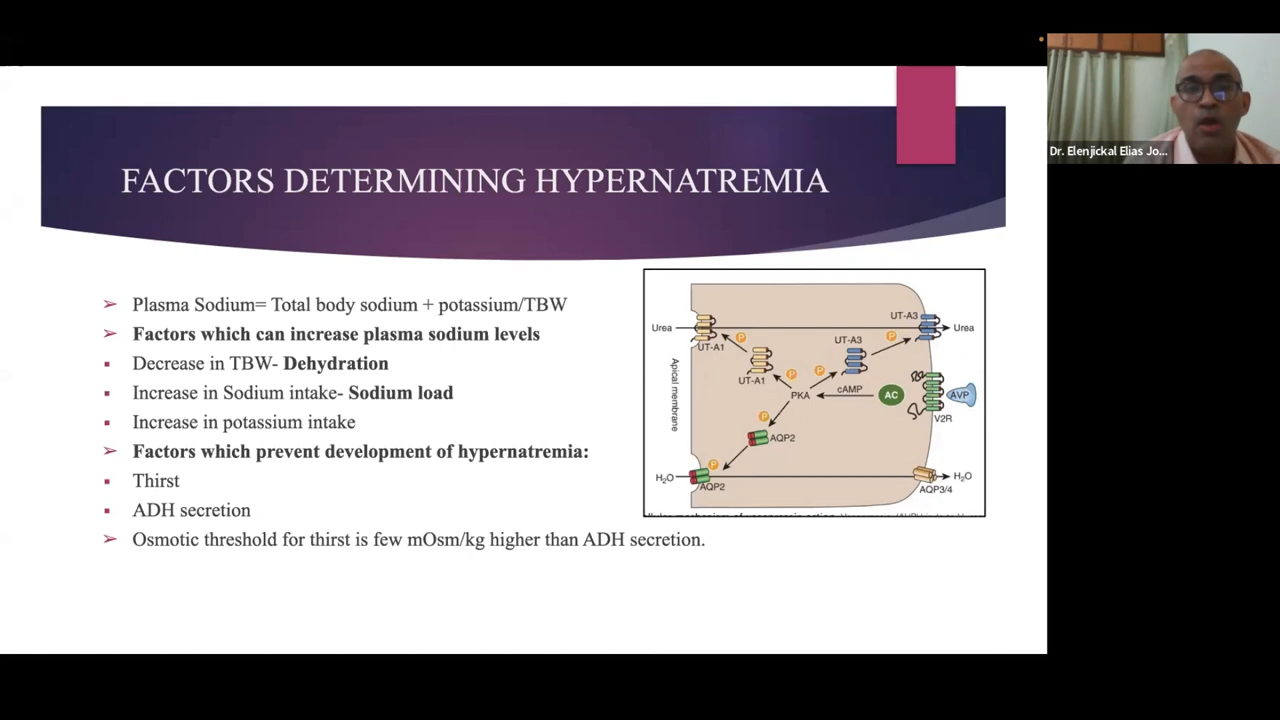 Dr. Elenjickal Elias Jo...
FACTORS DETERMINING HYPERNATREMIA
Plasma Sodium= Total body sodium + potassium/TBW
Factors which can increase plasma sodium levels
Decrease in TBW- Dehydration
Increase in Sodium intake- Sodium load
Increase in potassium intake
Factors which prevent development of hypernatremia:
Thirst
ADH secretion
Osmotic threshold for thirst is few mOsm/kg higher than ADH secretion.
UT-A3
Urea
Urea
P
P
UT-A1
UT-A3
P
P
UT-A1
cAMP
AC
AVP
PKA
Apical membrane
P
V2R
AQP2
P
H2O
H2O
AQP2
AQP3/4